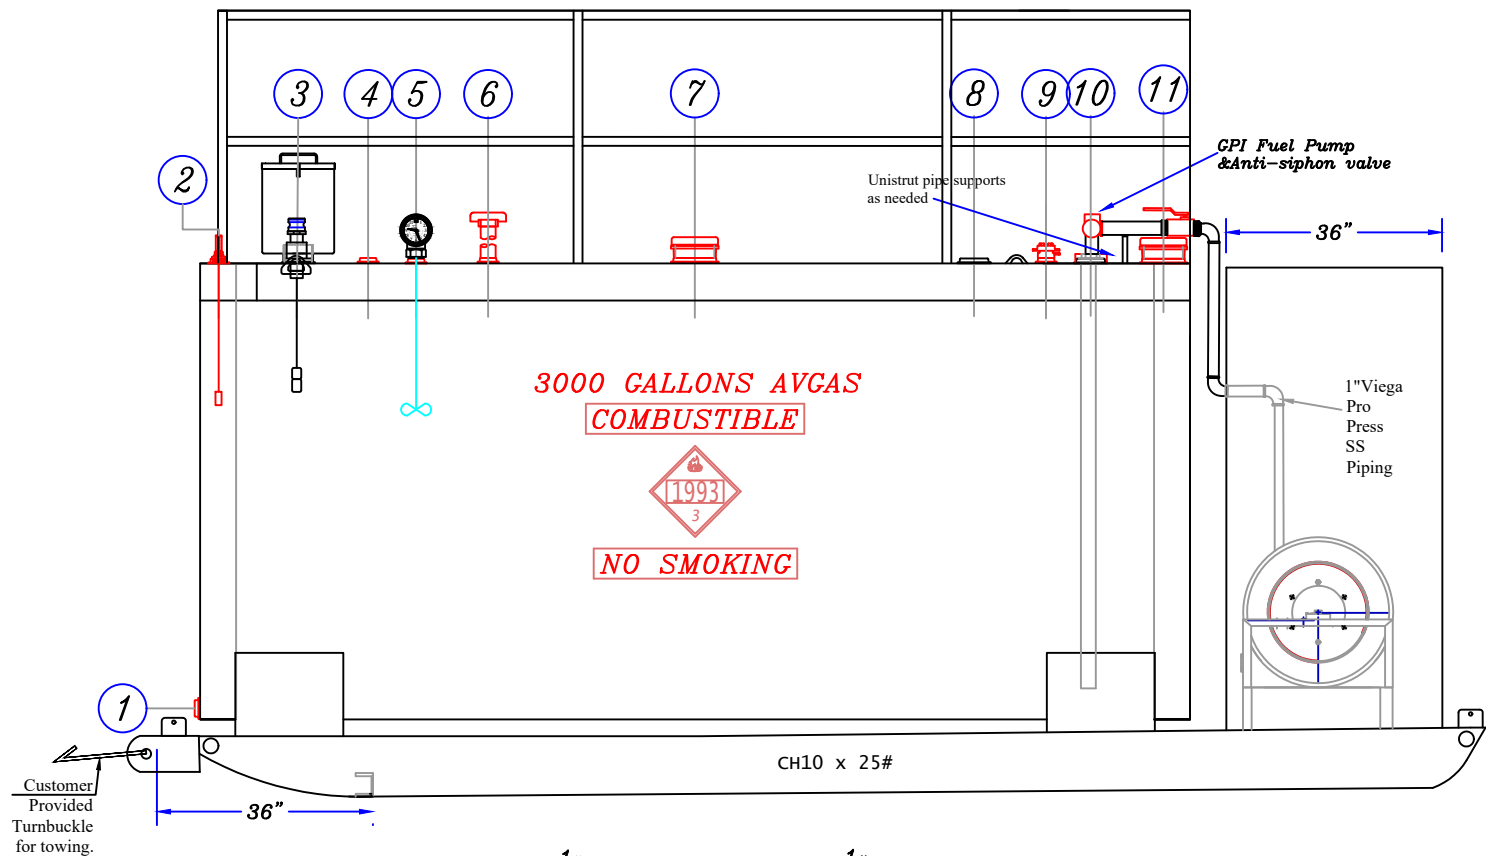 3
4
5
6
7
8
9
10
11
2
GPI Fuel Pump
&Anti-siphon valve
Unistrut pipe supports
as needed
36"
3000 GALLONS AVGAS
COMBUSTIBLE
1993
3
NO SMOKING
1"Viega
Pro
Press
SS
Piping
1
CH10 x 25#
Customer
Provided
Turnbuckle
for towing.
36"